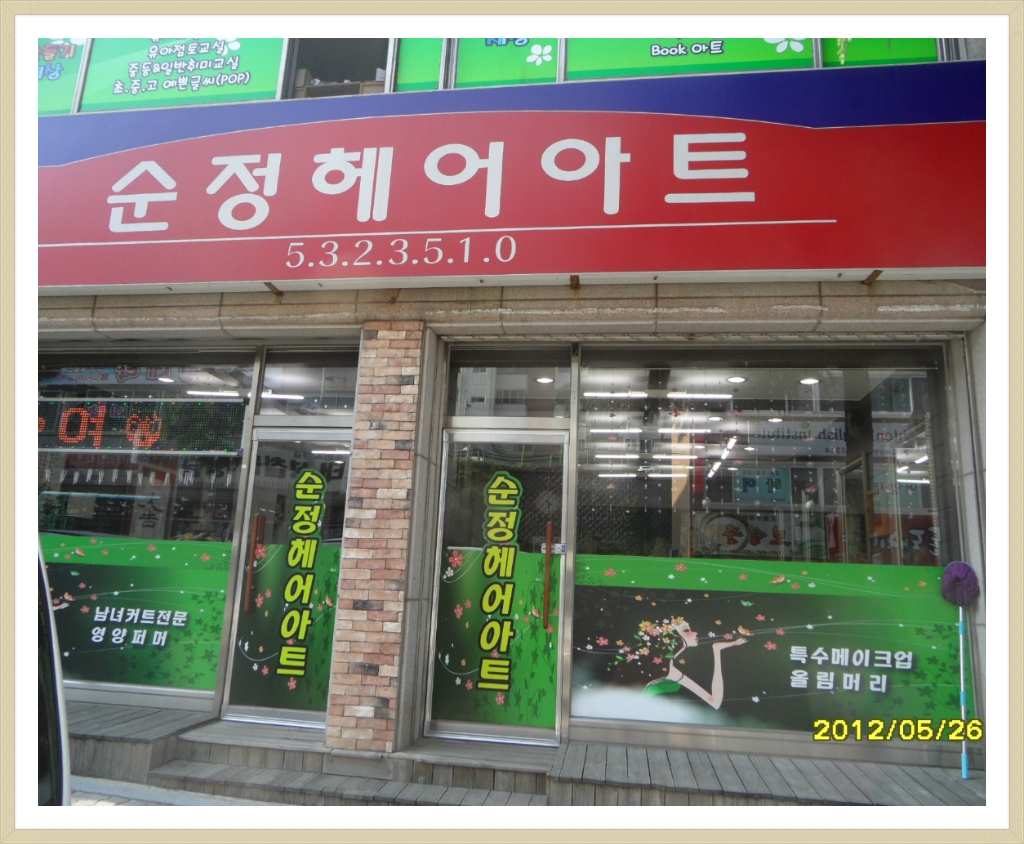 유아점토교실
중등&일반취미교실
초.중.고 예쁜글씨(POP)
Book 아트
순정헤어아트
5.3.2.3.5.1.0
여
순정헤어아트
순정헤어아트
남녀커트전문
영양퍼머
특수메이크업
올림머리
2012/05/26